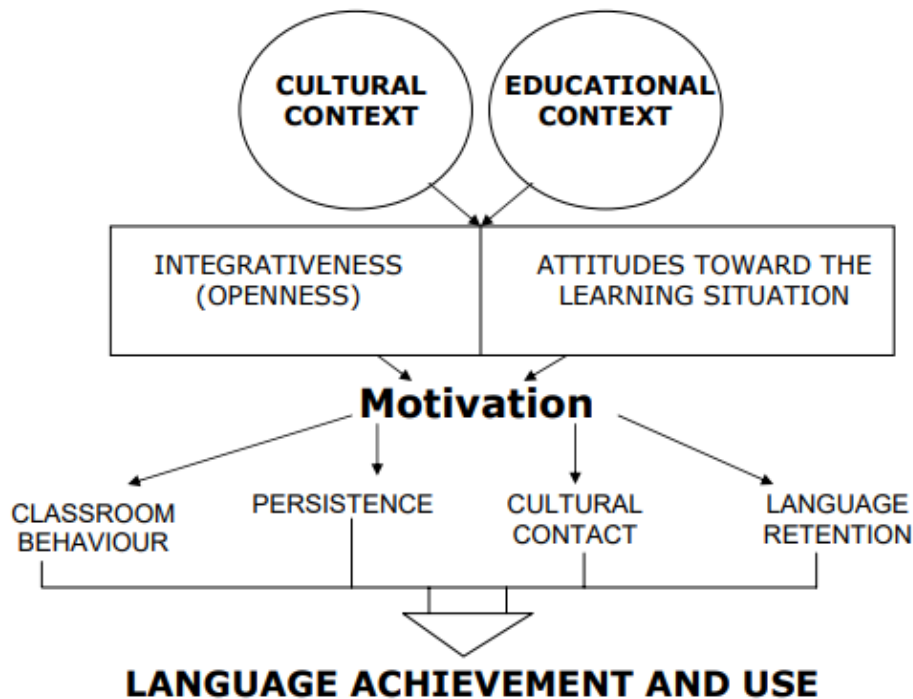 CULTURAL
CONTEXT
EDUCATIONAL
CONTEXT
INTEGRATIVENESS
(OPENNESS)
ATTITUDES TOWARD THE
LEARNING SITUATION
Motivation
CLASSROOM
BEHAVIOUR
PERSISTENCE
CULTURAL
CONTACT
LANGUAGE
RETENTION
LANGUAGE ACHIEVEMENT AND USE